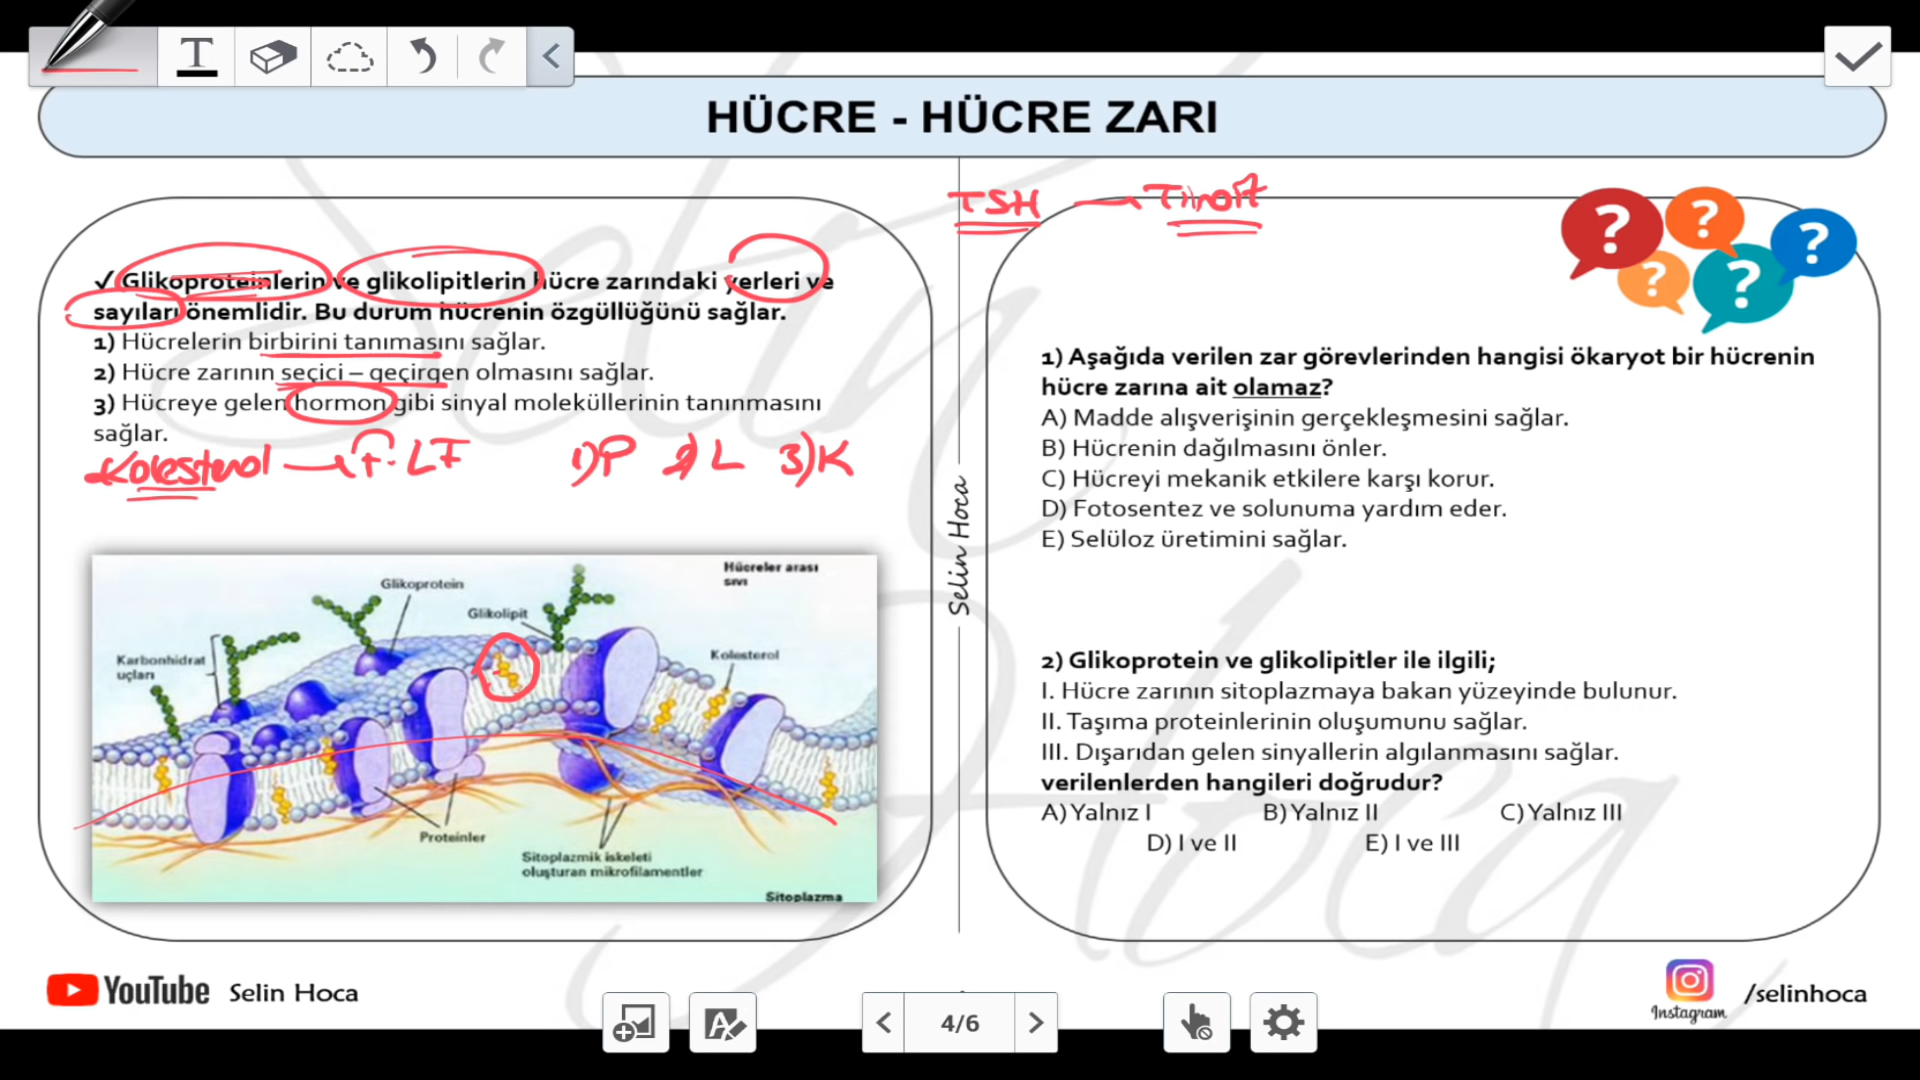 T
HÜCRE - HÜCRE ZARI
TSH → Tiroit
✓ Glikoproteinlerin ve glikolipitlerin hücre zarındaki yerleri ve
sayıları önemlidir. Bu durum hücrenin özgüllüğünü sağlar.
1) Hücrelerin birbirini tanımasını sağlar.
2) Hücre zarının seçici – geçirgen olmasını sağlar.
3) Hücreye gelen hormon gibi sinyal moleküllerinin tanınmasını
sağlar.
Kolesterol 1)P 2)L 3)K
Hücreler arası
sıvı
Glikoprotein
Glikolipit
Karbonhidrat
uçları
Kolesterol
Proteinler
Sitoplazmik iskeleti
oluşturan mikrofilamentler
Sitoplazma
Selin Hoca
1) Aşağıda verilen zar görevlerinden hangisi ökaryot bir hücrenin
hücre zarına ait olamaz?
A) Madde alışverişinin gerçekleşmesini sağlar.
B) Hücrenin dağılmasını önler.
C) Hücreyi mekanik etkilere karşı korur.
D) Fotosentez ve solunuma yardım eder.
E) Selüloz üretimini sağlar.
2) Glikoprotein ve glikolipitler ile ilgili;
I. Hücre zarının sitoplazmaya bakan yüzeyinde bulunur.
II. Taşıma proteinlerinin oluşumunu sağlar.
III. Dışarıdan gelen sinyallerin algılanmasını sağlar.
verilenlerden hangileri doğrudur?
A) Yalnız I B) Yalnız II C) Yalnız III
D) I ve II E) I ve III
YouTube Selin Hoca
4/6
Instagram /selinhoca